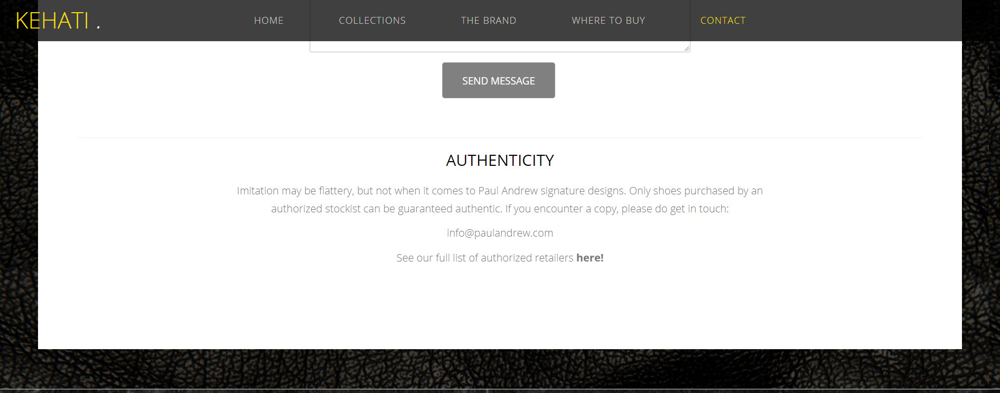 KEHATI .
HOME COLLECTIONS THE BRAND WHERE TO BUY CONTACT
SEND MESSAGE
AUTHENTICITY
Imitation may be flattery, but not when it comes to Paul Andrew signature designs. Only shoes purchased by an
authorized stockist can be guaranteed authentic. If you encounter a copy, please do get in touch:
info@paulandrew.com
See our full list of authorized retailers here!